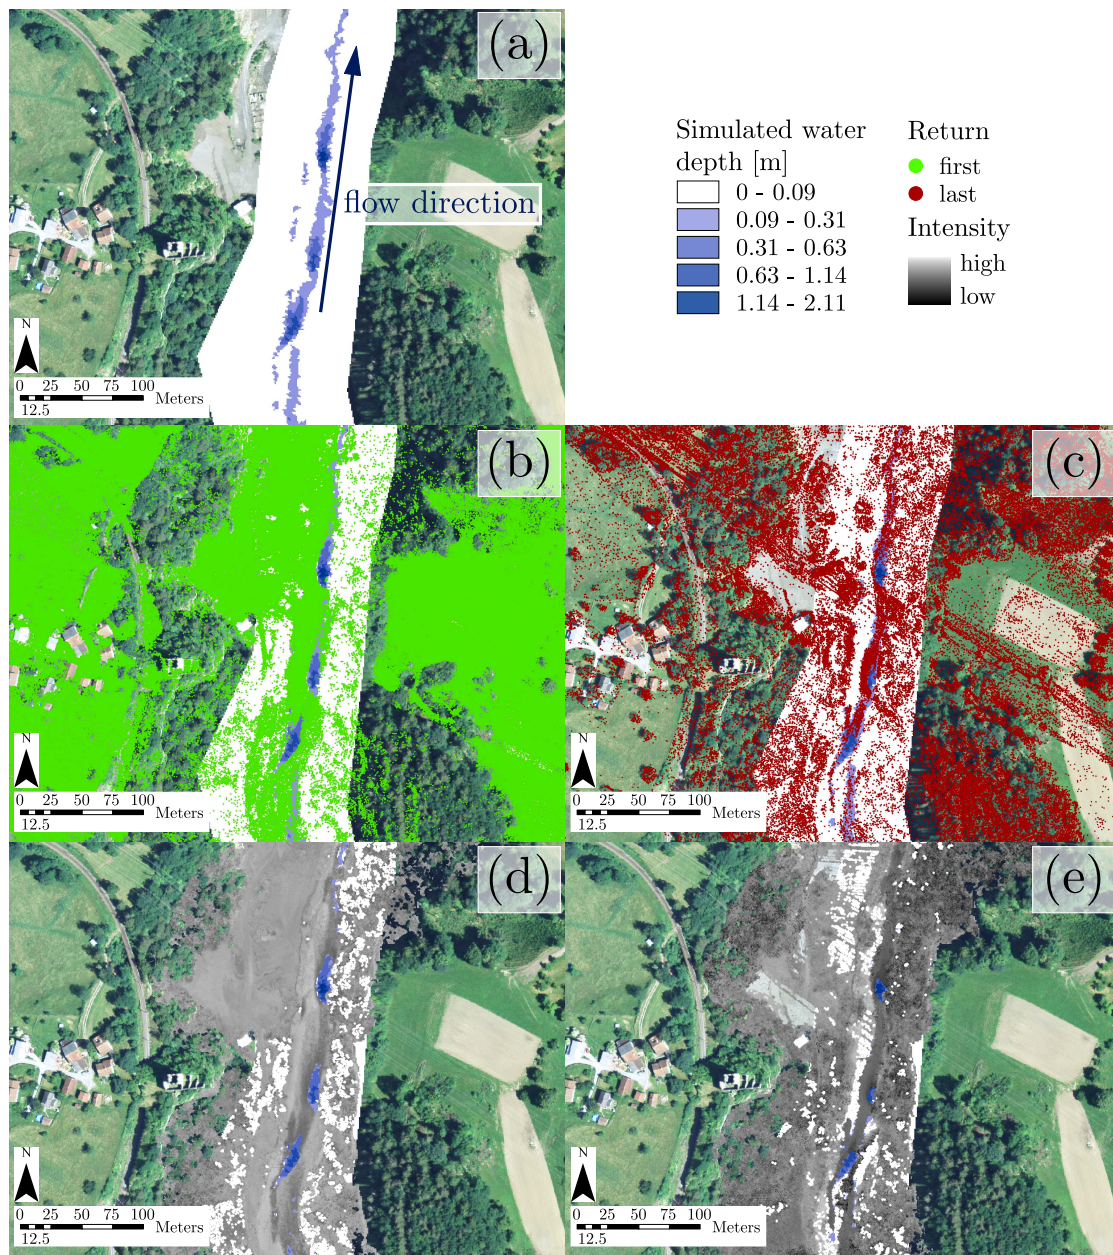 (a)
flow direction
N
0 25 50 75 100
Meters
12.5
Simulated water
depth [m]
0 - 0.09
0.09 - 0.31
0.31 - 0.63
0.63 - 1.14
1.14 - 2.11
Return
first
last
Intensity
high
low
(b)
N
0 25 50 75 100
Meters
12.5
(c)
N
0 25 50 75 100
Meters
12.5
(d)
N
0 25 50 75 100
Meters
12.5
(e)
N
0 25 50 75 100
Meters
12.5